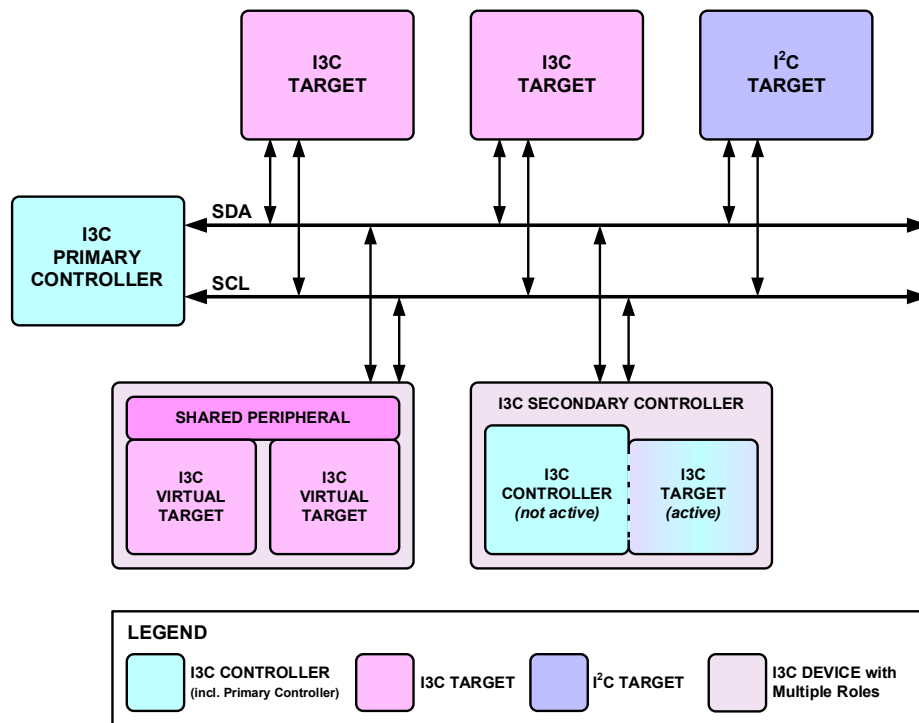 I3C
TARGET
I3C
TARGET
I²C
TARGET
I3C
PRIMARY
CONTROLLER
SDA
SCL
SHARED PERIPHERAL
I3C
VIRTUAL
TARGET
I3C
VIRTUAL
TARGET
I3C SECONDARY CONTROLLER
I3C
CONTROLLER
(not active)
I3C
TARGET
(active)
LEGEND
I3C CONTROLLER
(incl. Primary Controller)
I3C TARGET
I²C TARGET
I3C DEVICE with
Multiple Roles